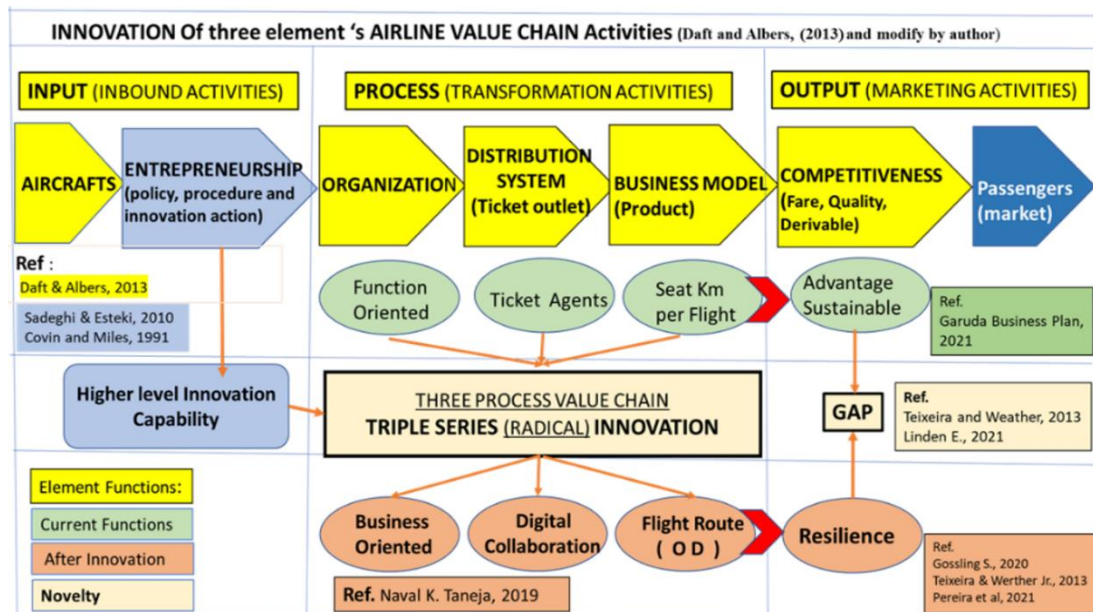 INNOVATION Of three element 's AIRLINE VALUE CHAIN Activities (Daft and Albers, (2013) and modify by author)
INPUT (INBOUND ACTIVITIES)
PROCESS (TRANSFORMATION ACTIVITIES)
OUTPUT (MARKETING ACTIVITIES)
AIRCRAFTS
ENTREPRENEURSHIP
(policy, procedure and
innovation action)
ORGANIZATION
DISTRIBUTION
SYSTEM
(Ticket outlet)
BUSINESS MODEL
(Product)
COMPETITIVENESS
(Fare, Quality,
Derivable)
Passengers
(market)
Ref :
Daft & Albers, 2013
Sadeghi & Esteki, 2010
Covin and Miles, 1991
Function
Oriented
Ticket Agents
Seat Km
per Flight
Advantage
Sustainable
Ref.
Garuda Business Plan,
2021
Higher level Innovation
Capability
THREE PROCESS VALUE CHAIN
TRIPLE SERIES (RADICAL) INNOVATION
GAP
Ref.
Teixeira and Weather, 2013
Linden E., 2021
Element Functions:
Current Functions
After Innovation
Novelty
Business
Oriented
Digital
Collaboration
Flight Route
( O D )
Resilience
Ref. Naval K. Taneja, 2019
Ref.
Gossling S., 2020
Teixeira & Werther Jr., 2013
Pereira et al, 2021